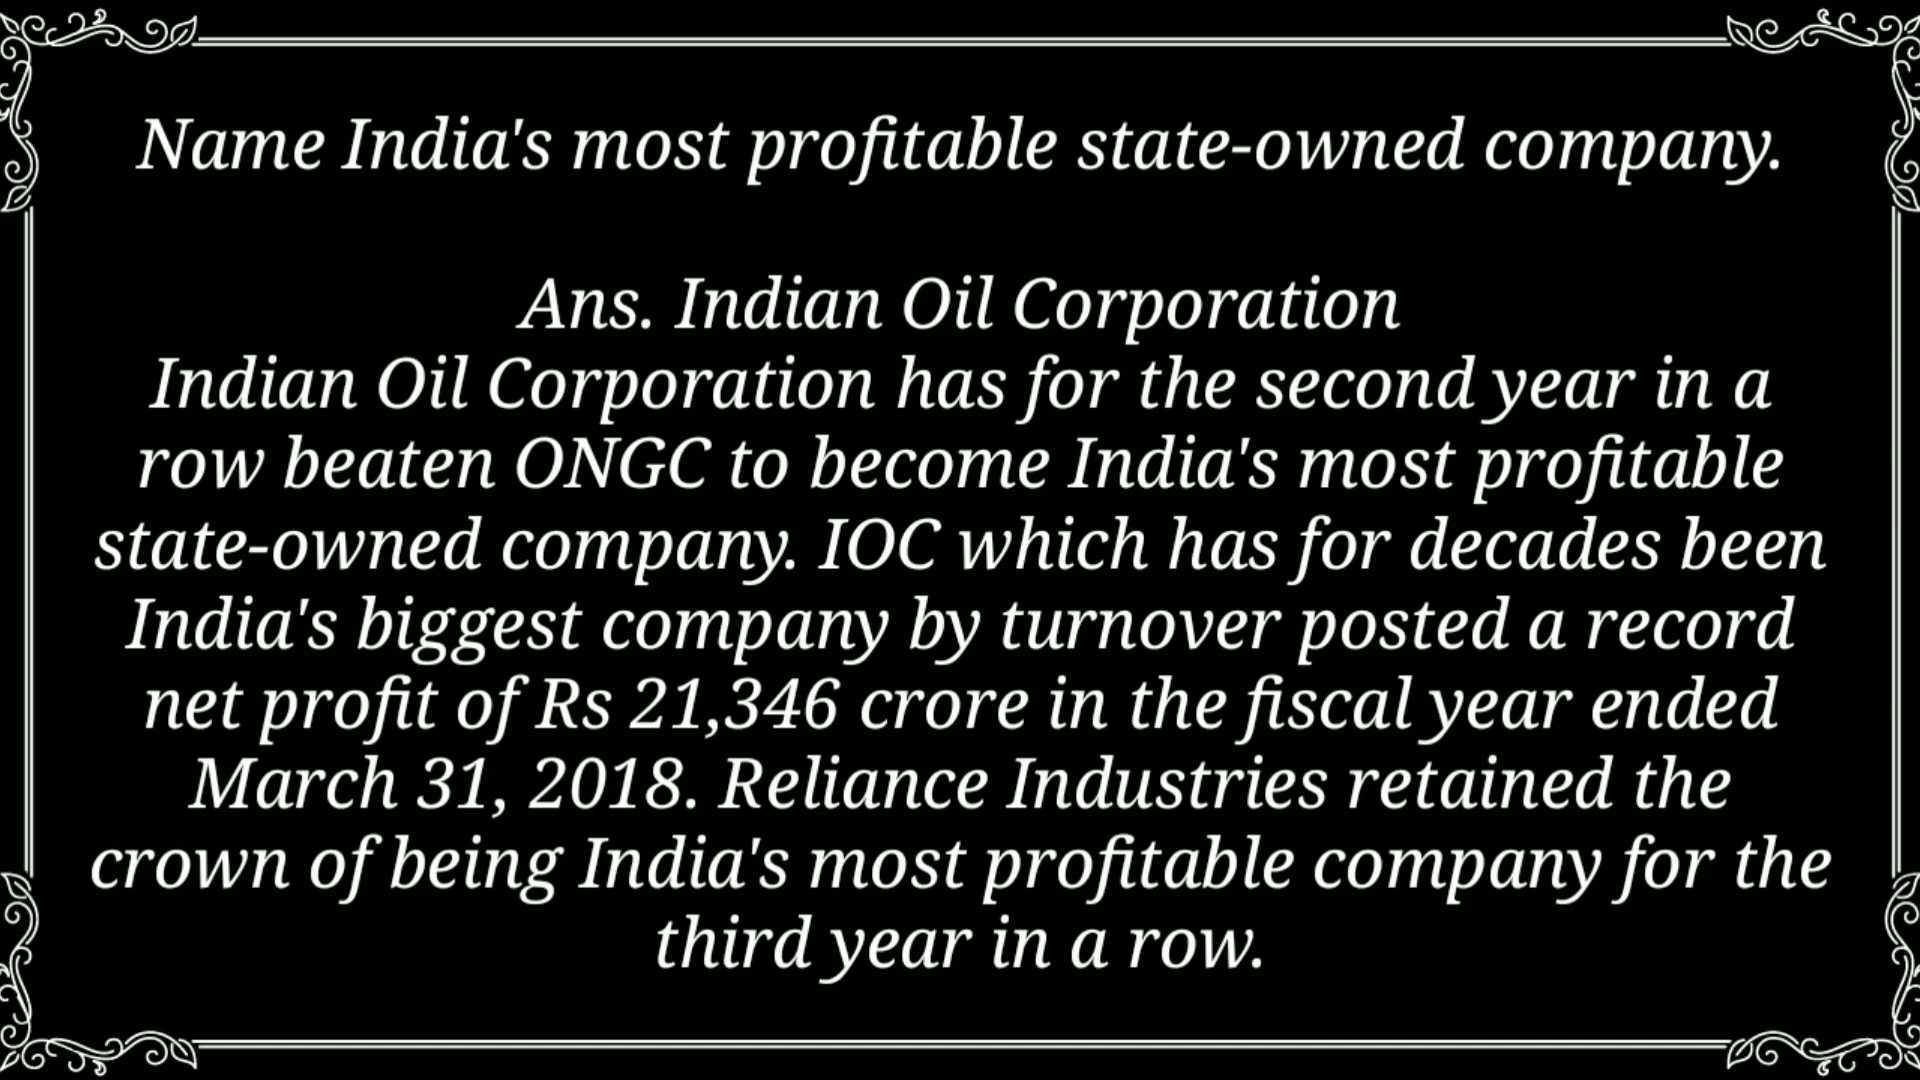 Name India's most profitable state-owned company.
Ans. Indian Oil Corporation
Indian Oil Corporation has for the second year in a
row beaten ONGC to become India's most profitable
state-owned company. IOC which has for decades been
India's biggest company by turnover posted a record
net profit of Rs 21,346 crore in the fiscal year ended
March 31, 2018. Reliance Industries retained the
crown of being India's most profitable company for the
third year in a row.